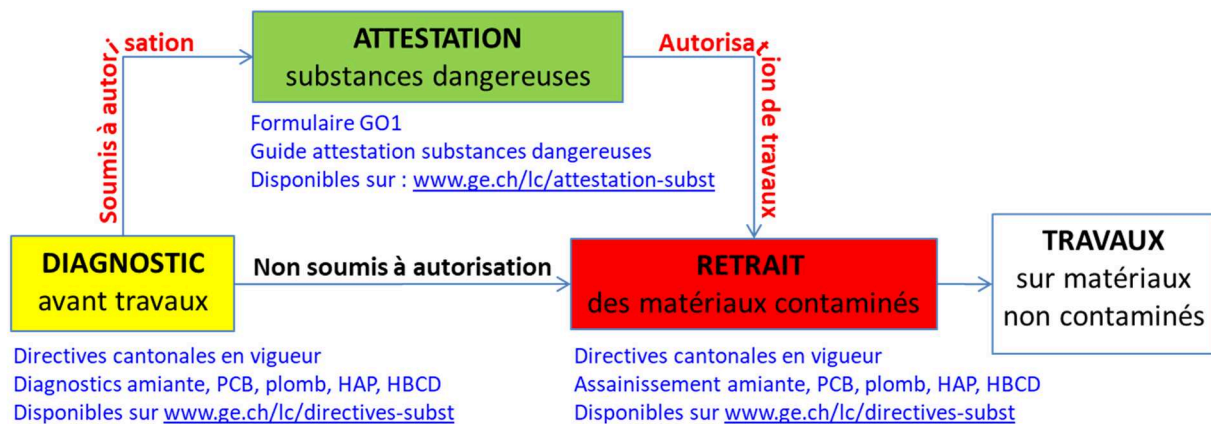 Soumis à autorisation
ATTESTATION
substances dangereuses
Autorisation de travaux
Formulaire GO1
Guide attestation substances dangereuses
Disponibles sur : www.ge.ch/lc/attestation-subst
DIAGNOSTIC
avant travaux
Non soumis à autorisation
RETRAIT
des matériaux contaminés
TRAVAUX
sur matériaux
non contaminés
Directives cantonales en vigueur
Diagnostics amiante, PCB, plomb, HAP, HBCD
Disponibles sur www.ge.ch/lc/directives-subst
Directives cantonales en vigueur
Assainissement amiante, PCB, plomb, HAP, HBCD
Disponibles sur www.ge.ch/lc/directives-subst